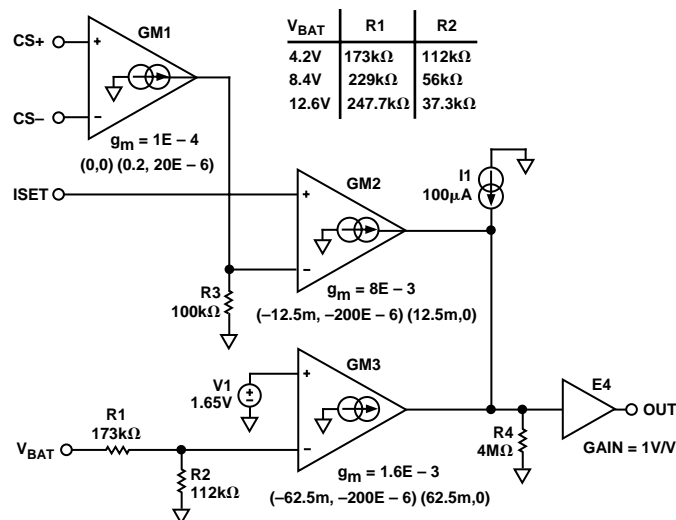 V_BAT R1 R2
4.2V 173kΩ 112kΩ
8.4V 229kΩ 56kΩ
12.6V 247.7kΩ 37.3kΩ
GM1
CS+
+
CS–
–
g_m = 1E – 4
(0,0) (0.2, 20E – 6)
I1
100μA
GM2
ISET
+
–
R3
100kΩ
g_m = 8E – 3
(–12.5m, –200E – 6) (12.5m,0)
GM3
V1
1.65V
+
–
+
–
E4
OUT
R1
173kΩ
V_BAT
R4
4MΩ
GAIN = 1V/V
R2
112kΩ
g_m = 1.6E – 3
(–62.5m, –200E – 6) (62.5m,0)